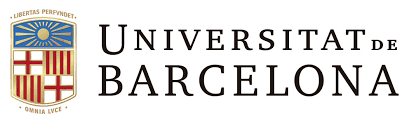 LIBERTAS PERFVNDET
UNIVERSITAT DE
BARCELONA
OMNIA LVCE